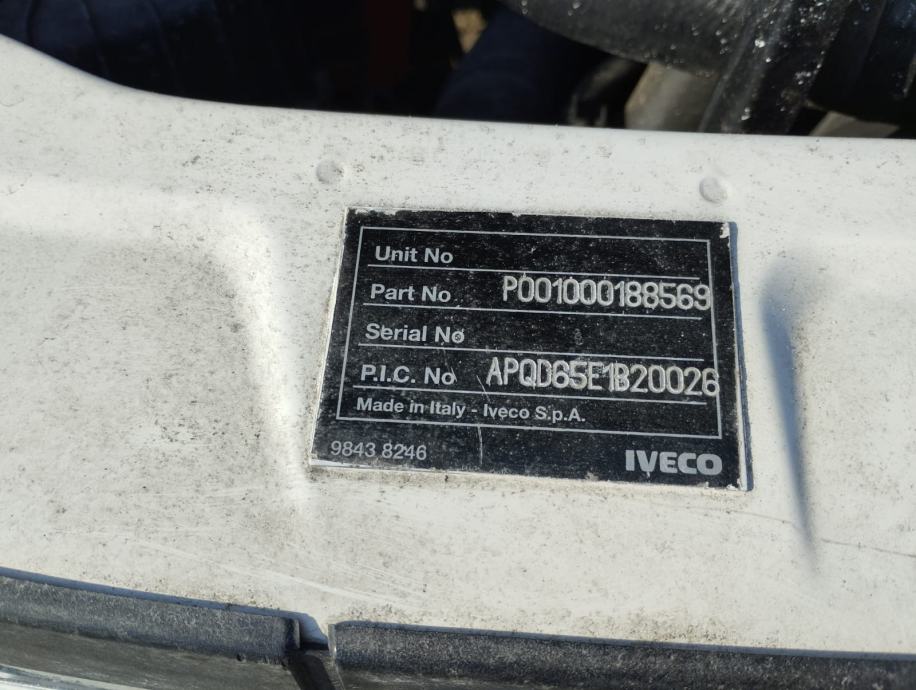 Unit No
Part No P001000188569
Serial No
P.I.C. No APQD65E1B20026
Made in Italy - Iveco S.p.A.
9843 8246 IVECO